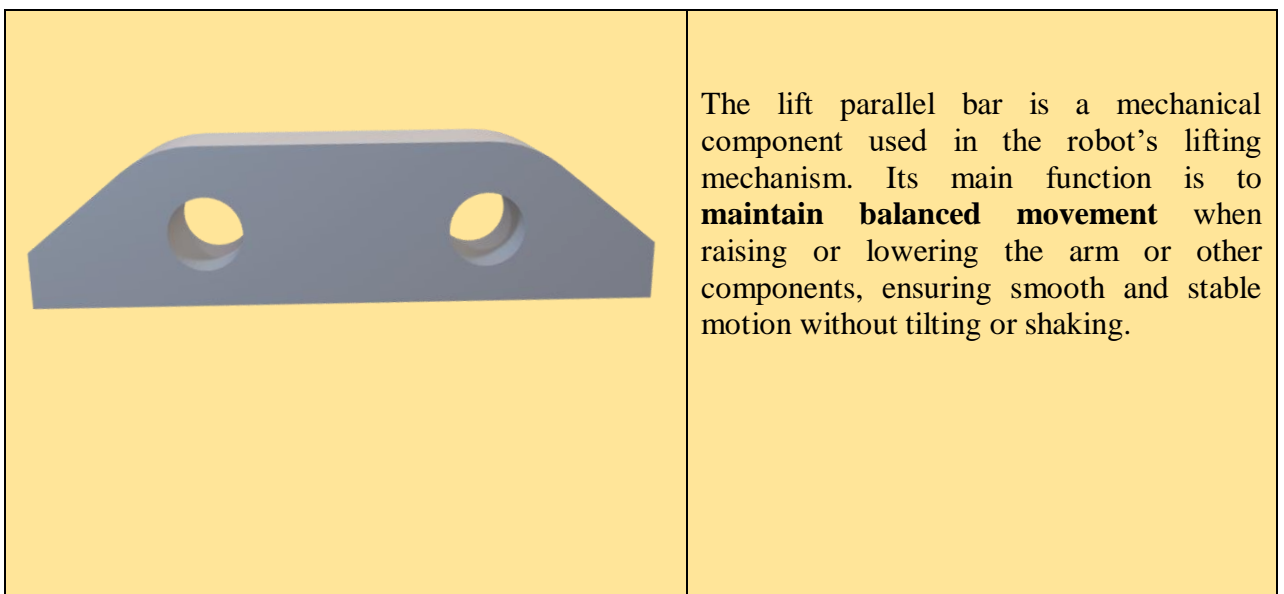 The lift parallel bar is a mechanical
component used in the robot’s lifting
mechanism. Its main function is to
maintain balanced movement when
raising or lowering the arm or other
components, ensuring smooth and stable
motion without tilting or shaking.